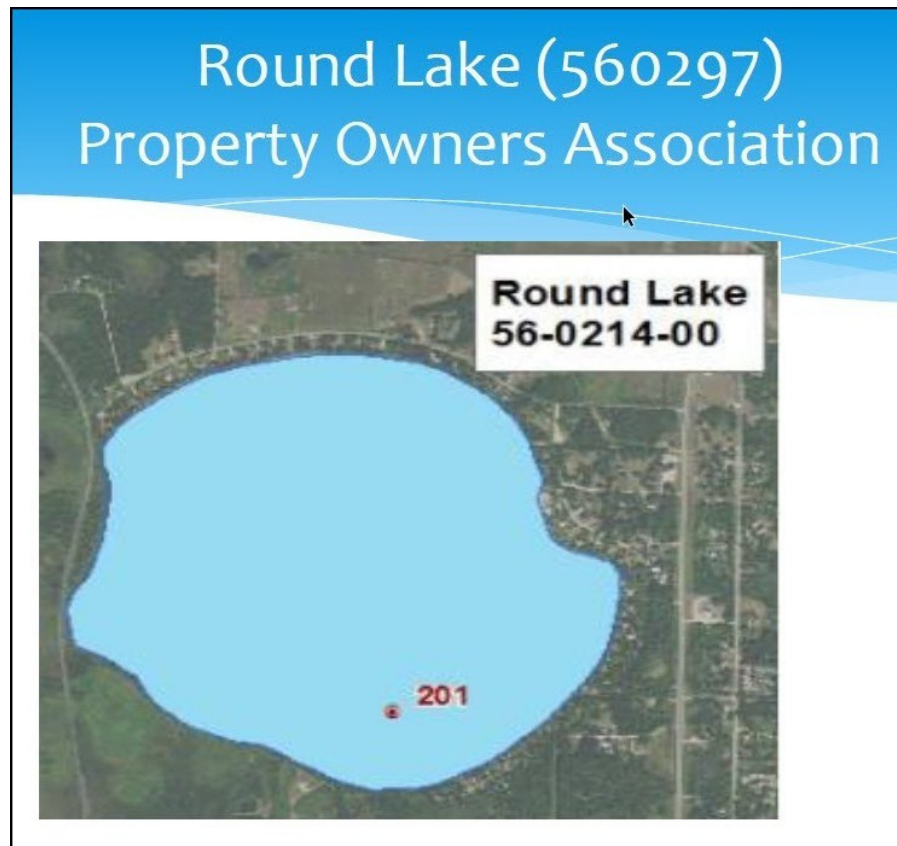 Round Lake (560297)
Property Owners Association
Round Lake
56-0214-00
201